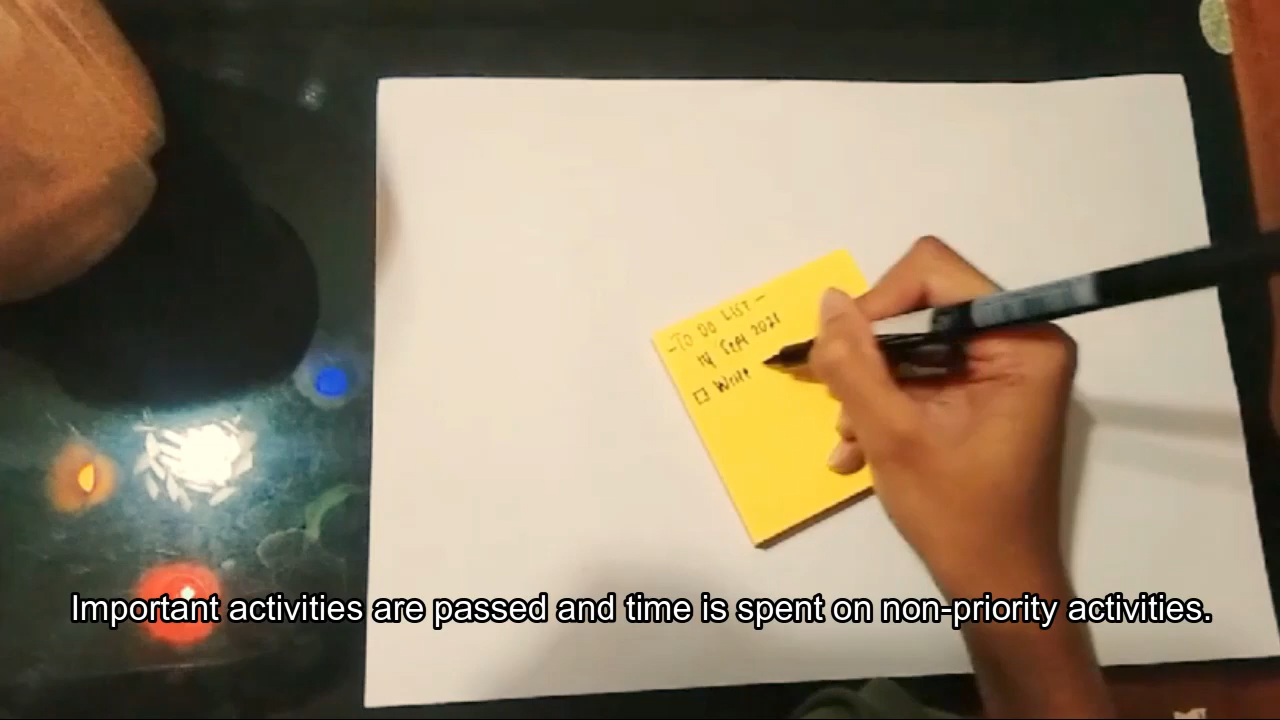 -TO DO LIST-
14 Sept 2021
Write
Important activities are passed and time is spent on non-priority activities.